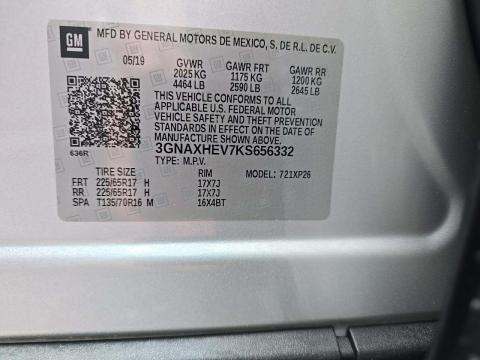 GM
MFD BY GENERAL MOTORS DE MEXICO, S. DE R.L. DE C.V.
05/19 GVWR GAWR FRT GAWR RR
2025 KG 1175 KG 1200 KG
4464 LB 2590 LB 2645 LB
THIS VEHICLE CONFORMS TO ALL
APPLICABLE U.S. FEDERAL MOTOR
VEHICLE SAFETY AND THEFT
PREVENTION STANDARDS IN EFFECT
ON THE DATE OF MANUFACTURE
SHOWN ABOVE.
636R 3GNAXHEV7KS656332
TYPE: M.P.V.
TIRE SIZE RIM MODEL: 721XP26
FRT 225/65R17 H 17X7J
RR 225/65R17 H 17X7J
SPA T135/70R16 M 16X4BT